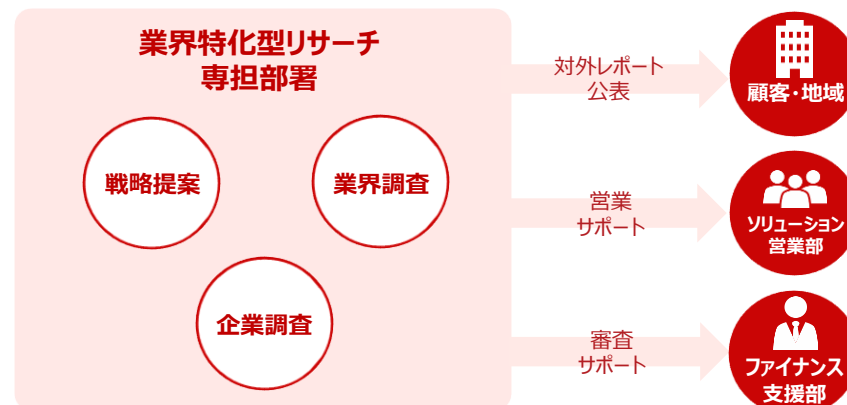 業界特化型リサーチ
専担部署
戦略提案
業界調査
企業調査
対外レポート
公表
顧客・地域
営業
サポート
ソリューション
営業部
審査
サポート
ファイナンス
支援部